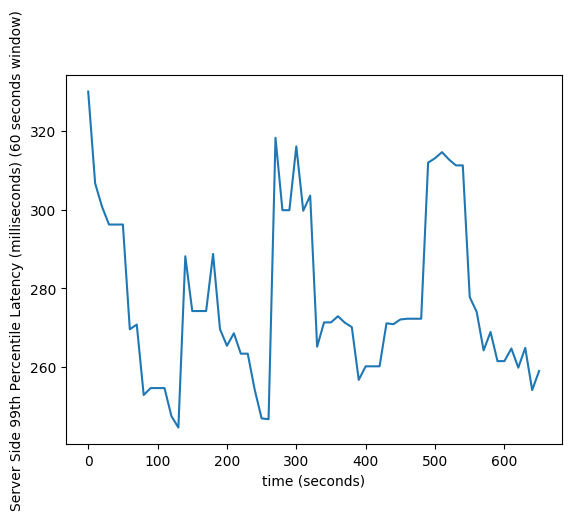 Server Side 99th Percentile Latency (milliseconds) (60 seconds window)
320
300
280
260
0 100 200 300 400 500 600
time (seconds)